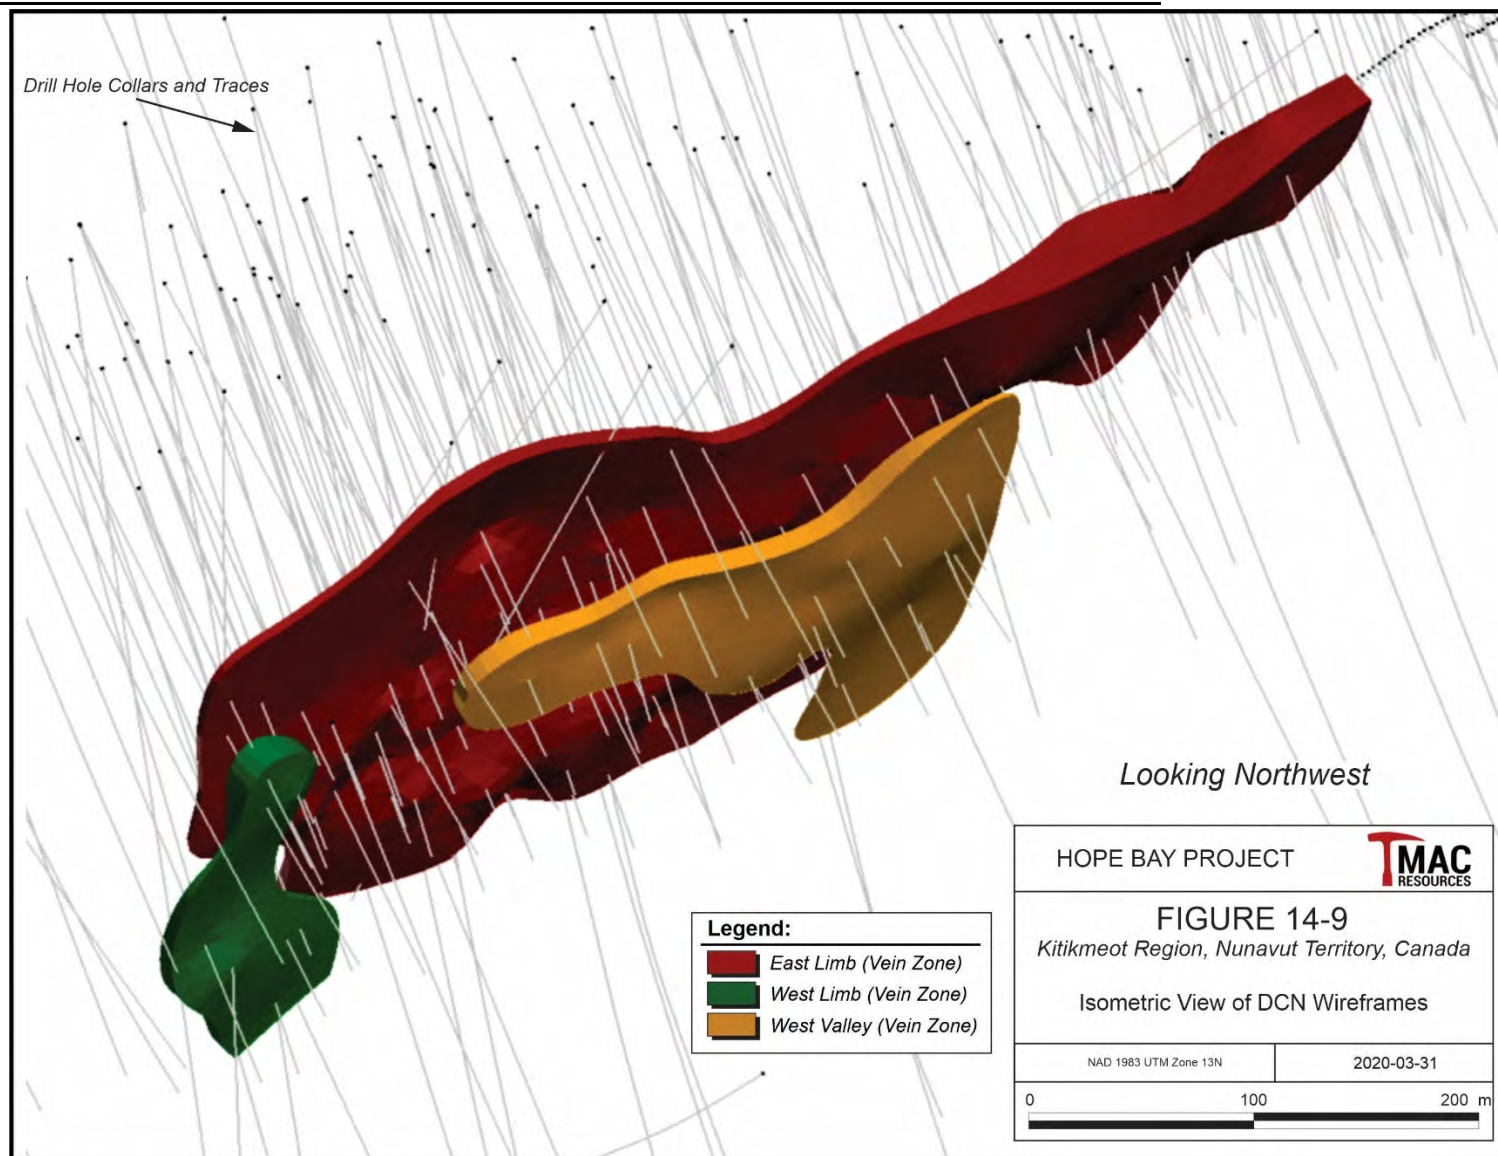 Drill Hole Collars and Traces
Looking Northwest
HOPE BAY PROJECT
TMAC
RESOURCES
FIGURE 14-9
Kitikmeot Region, Nunavut Territory, Canada
Isometric View of DCN Wireframes
NAD 1983 UTM Zone 13N
2020-03-31
0 100 200 m
Legend:
East Limb (Vein Zone)
West Limb (Vein Zone)
West Valley (Vein Zone)